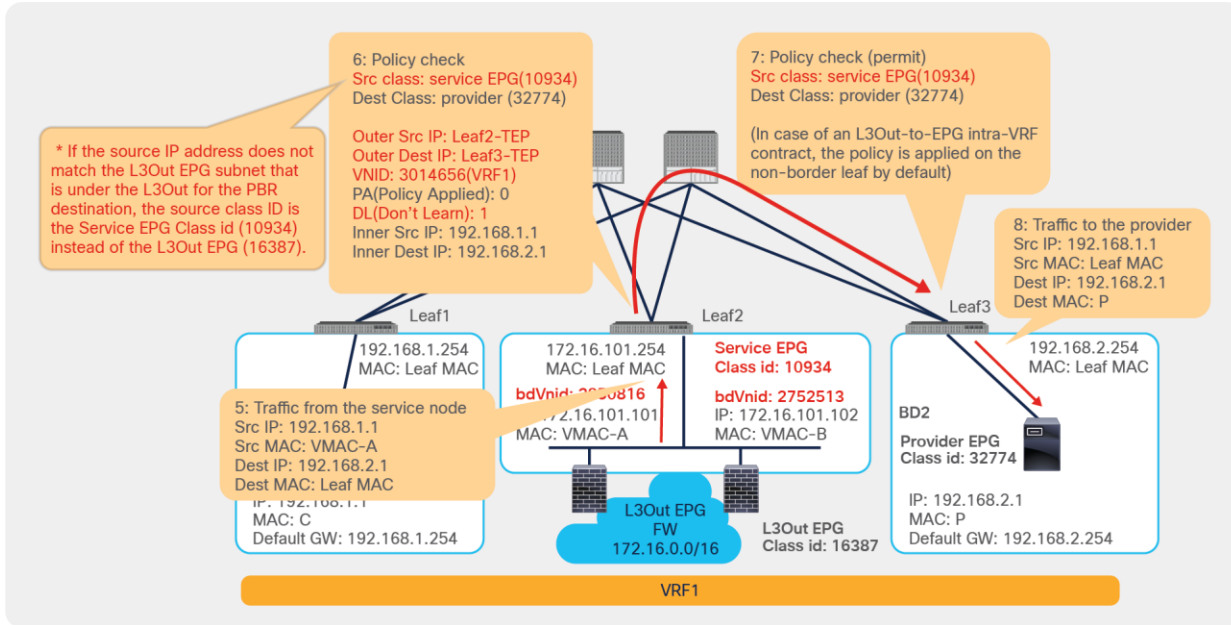 6: Policy check
Src class: service EPG(10934)
Dest Class: provider (32774)
Outer Src IP: Leaf2-TEP
Outer Dest IP: Leaf3-TEP
VNID: 3014656(VRF1)
PA(Policy Applied): 0
DL(Don't Learn): 1
Inner Src IP: 192.168.1.1
Inner Dest IP: 192.168.2.1
7: Policy check (permit)
Src class: service EPG(10934)
Dest Class: provider (32774)
(In case of an L3Out-to-EPG intra-VRF
contract, the policy is applied on the
non-border leaf by default)
* If the source IP address does not
match the L3Out EPG subnet that
is under the L3Out for the PBR
destination, the source class ID is
the Service EPG Class id (10934)
instead of the L3Out EPG (16387).
8: Traffic to the provider
Src IP: 192.168.1.1
Src MAC: Leaf MAC
Dest IP: 192.168.2.1
Dest MAC: P
Leaf1
Leaf2
Leaf3
192.168.1.254
MAC: Leaf MAC
5: Traffic from the service node
Src IP: 192.168.1.1
Src MAC: VMAC-A
Dest IP: 192.168.2.1
Dest MAC: Leaf MAC
IP: 192.168.1.1
MAC: C
Default GW: 192.168.1.254
172.16.101.254
MAC: Leaf MAC
Service EPG
Class id: 10934
bdVnid:
172.16.101.101
MAC: VMAC-A
bdVnid: 2752513
IP: 172.16.101.102
MAC: VMAC-B
L3Out EPG
FW
172.16.0.0/16
L3Out EPG
Class id: 16387
192.168.2.254
MAC: Leaf MAC
BD2
Provider EPG
Class id: 32774
IP: 192.168.2.1
MAC: P
Default GW: 192.168.2.254
VRF1